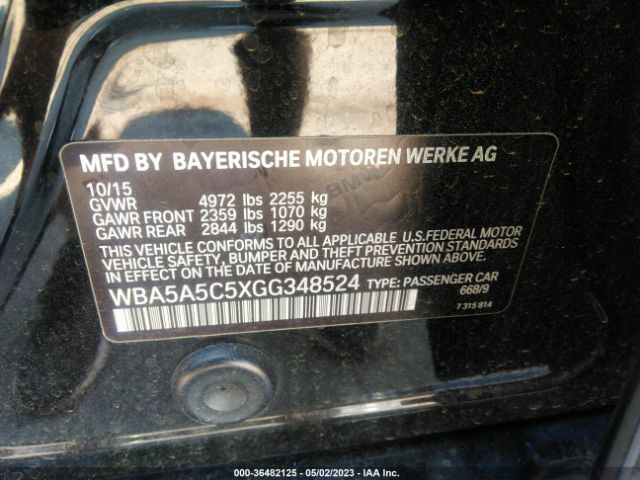 MFD BY BAYERISCHE MOTOREN WERKE AG
10/15
GVWR 4972 lbs 2255 kg
GAWR FRONT 2359 lbs 1070 kg
GAWR REAR 2844 lbs 1290 kg
THIS VEHICLE CONFORMS TO ALL APPLICABLE U.S. FEDERAL MOTOR
VEHICLE SAFETY, BUMPER AND THEFT PREVENTION STANDARDS
IN EFFECT ON THE DATE OF MANUFACTURE SHOWN ABOVE.
WBA5A5C5XGG348524 TYPE: PASSENGER CAR
668/9
7 315 814
000-36482125 - 05/02/2023 - IAA Inc.